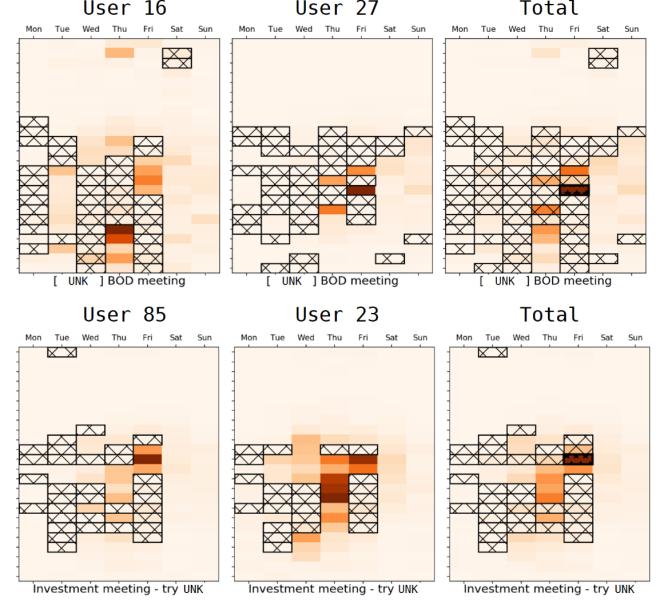 User 16 User 27 Total
Mon Tue Wed Thu Fri Sat Sun Mon Tue Wed Thu Fri Sat Sun Mon Tue Wed Thu Fri Sat Sun
[ UNK ] BOD meeting [ UNK ] BOD meeting [ UNK ] BOD meeting
User 85 User 23 Total
Mon Tue Wed Thu Fri Sat Sun Mon Tue Wed Thu Fri Sat Sun Mon Tue Wed Thu Fri Sat Sun
Investment meeting - try UNK Investment meeting - try UNK Investment meeting - try UNK